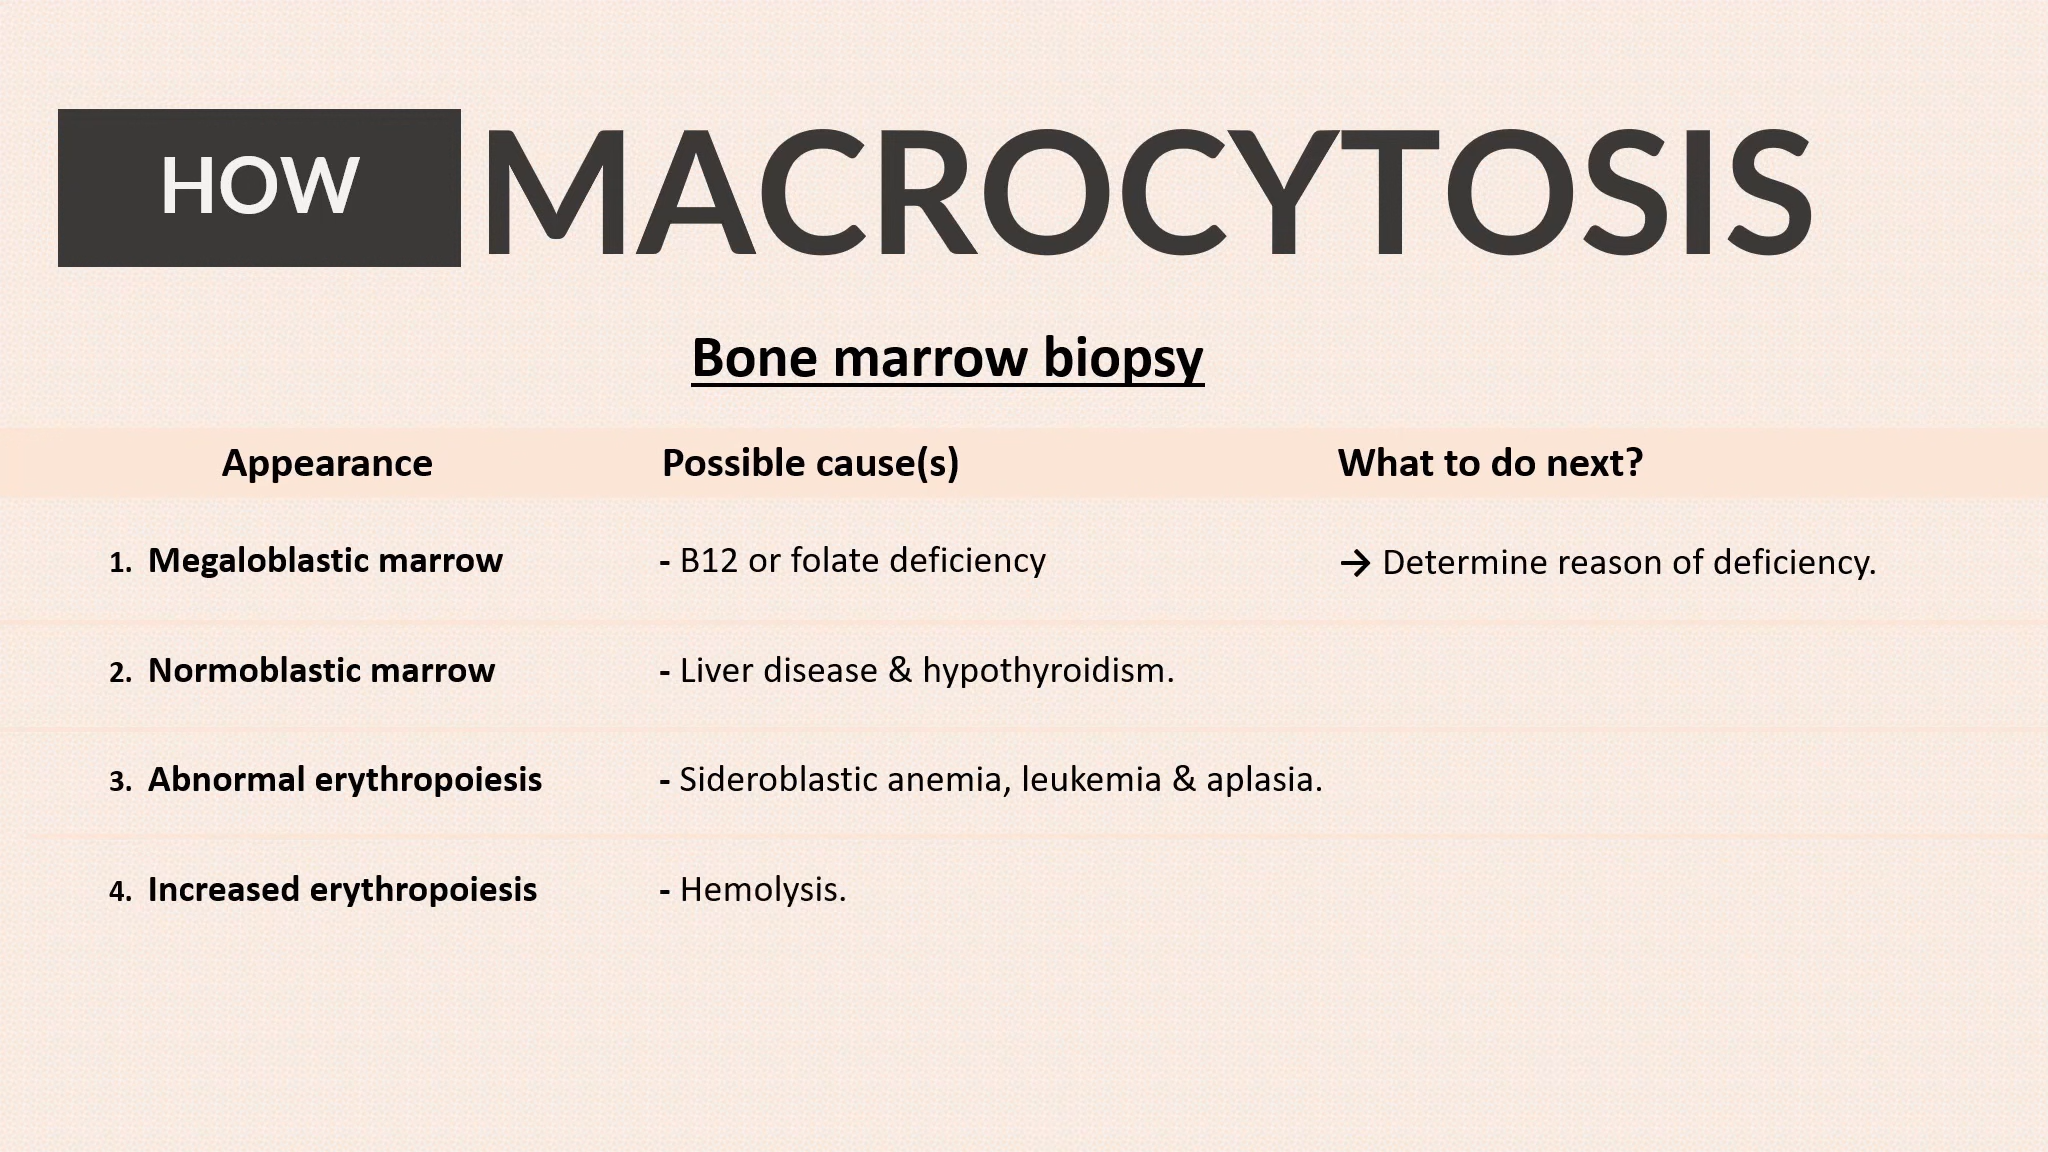 HOW MACROCYTOSIS
Bone marrow biopsy
Appearance Possible cause(s) What to do next?
1. Megaloblastic marrow - B12 or folate deficiency → Determine reason of deficiency.
2. Normoblastic marrow - Liver disease & hypothyroidism.
3. Abnormal erythropoiesis - Sideroblastic anemia, leukemia & aplasia.
4. Increased erythropoiesis - Hemolysis.